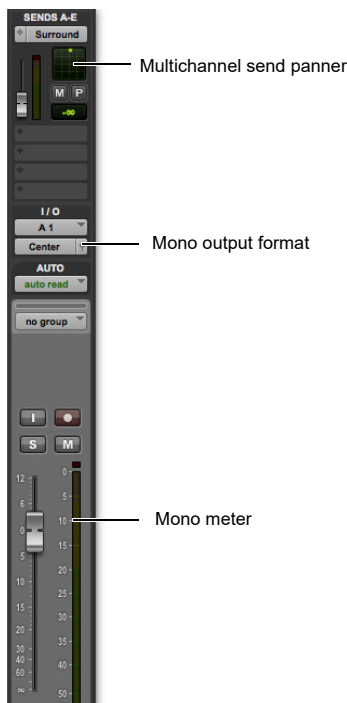 SENDS A-E
Surround
Multichannel send panner
M P
-∞
I / O
A 1
Center
Mono output format
AUTO
auto read
no group
I
S M
12
6
0
5
10
15
20
30
40
60
∞
0
5
10
15
20
25
30
35
40
50
Mono meter